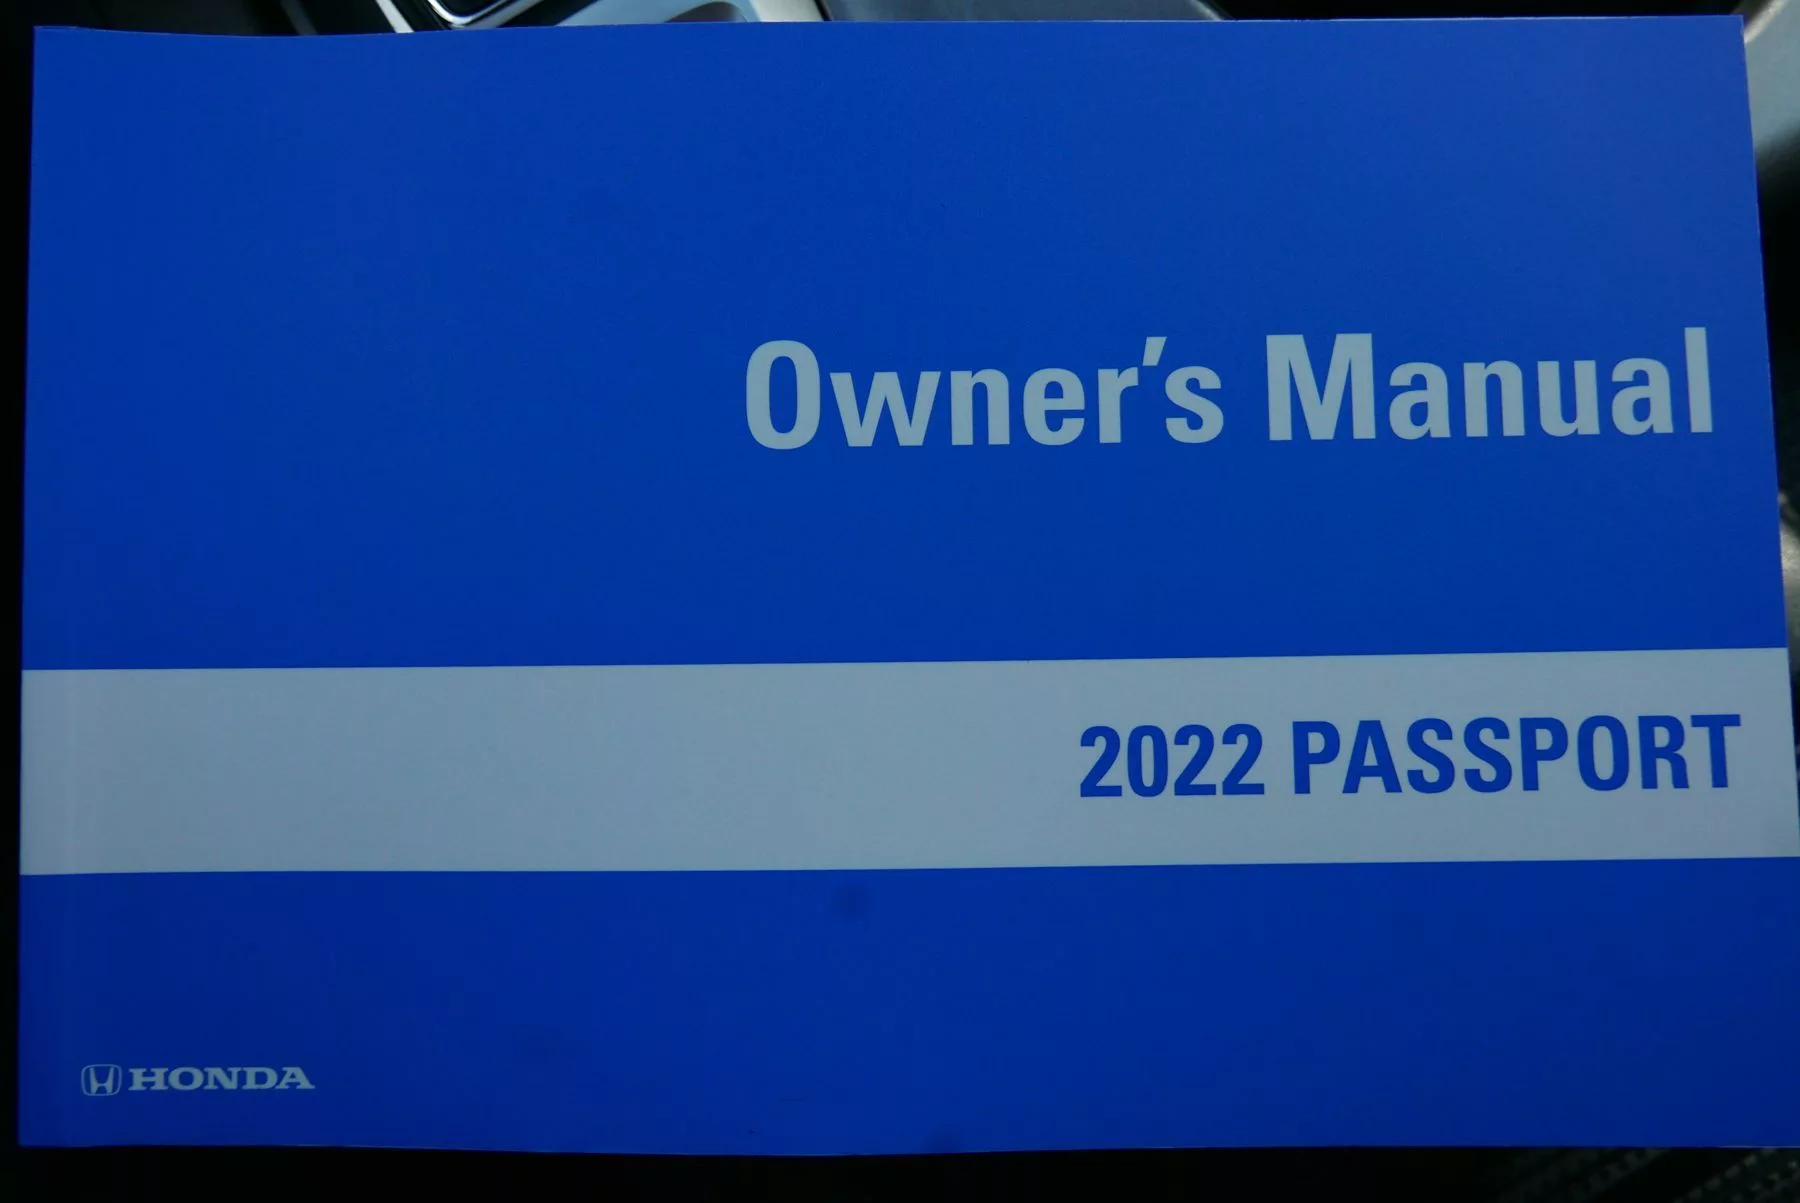 Owner's Manual
2022 PASSPORT
HONDA